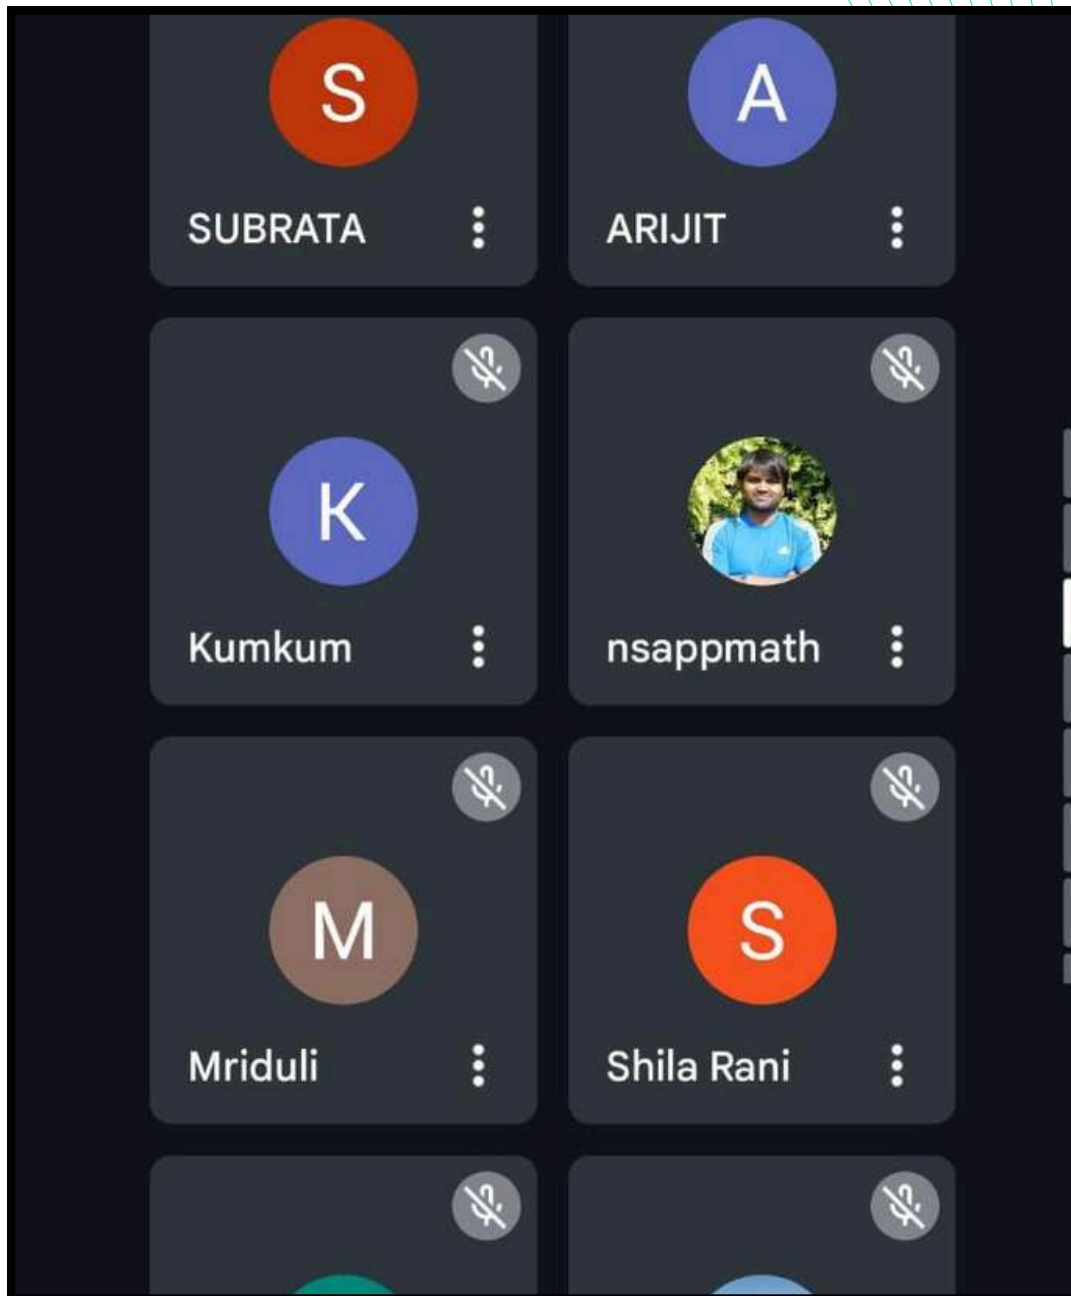 S
A
SUBRATA
ARIJIT
K
Kumkum
nsappmath
M
S
Mriduli
Shila Rani